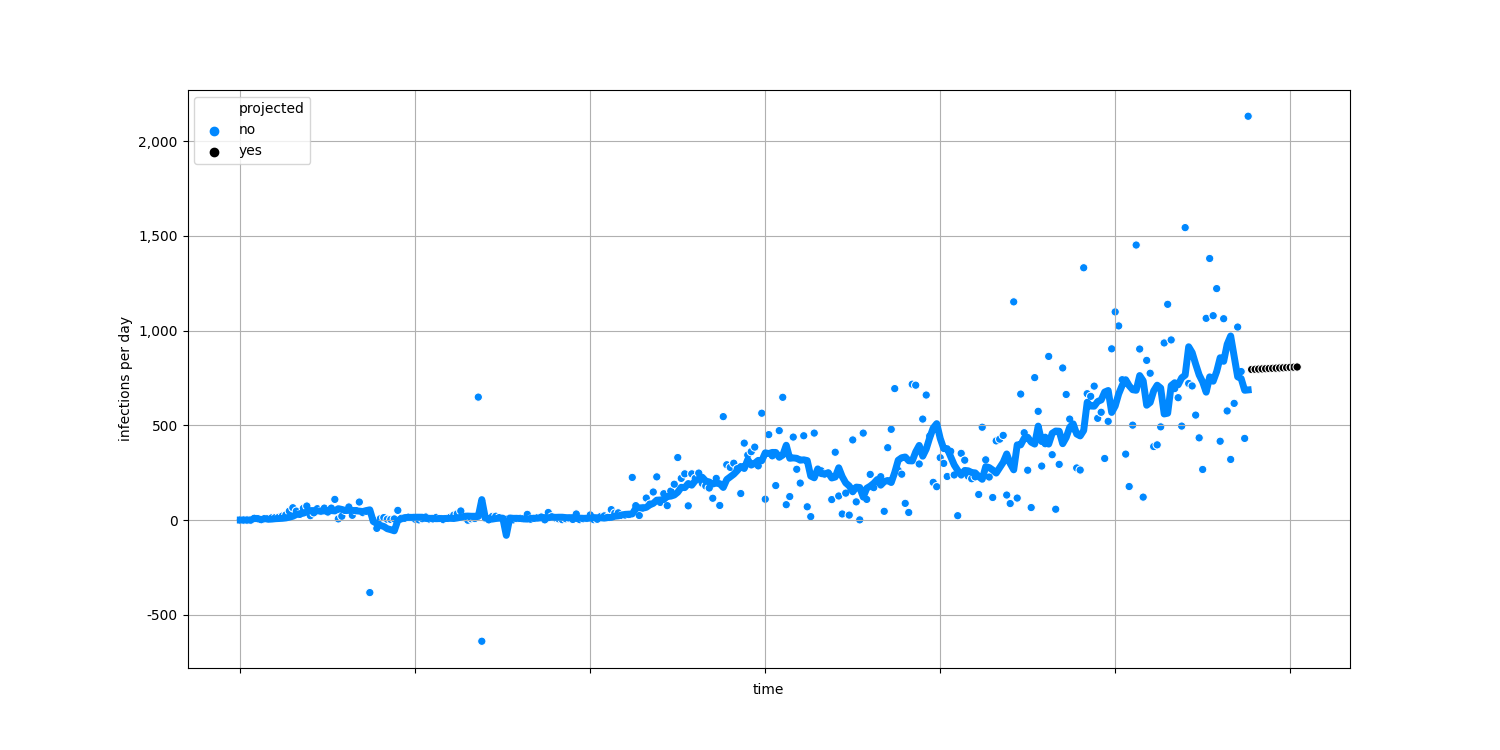 projected
no
yes
2,000
1,500
1,000
500
0
-500
infections per day
time